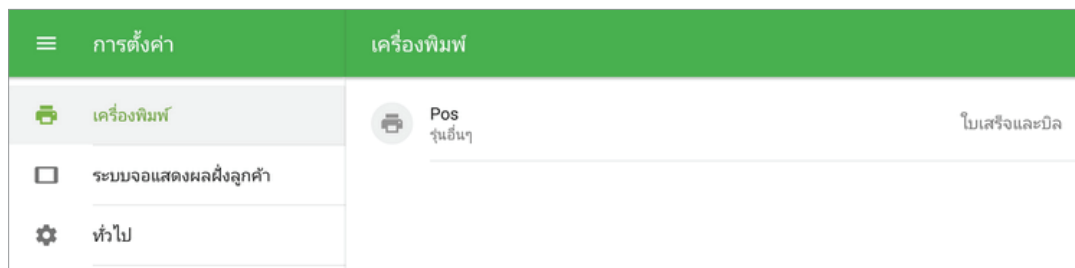 การตั้งค่า
เครื่องพิมพ์
เครื่องพิมพ์
Pos
รุ่นอื่นๆ
ใบเสร็จและบิล
ระบบจอแสดงผลฝั่งลูกค้า
ทั่วไป